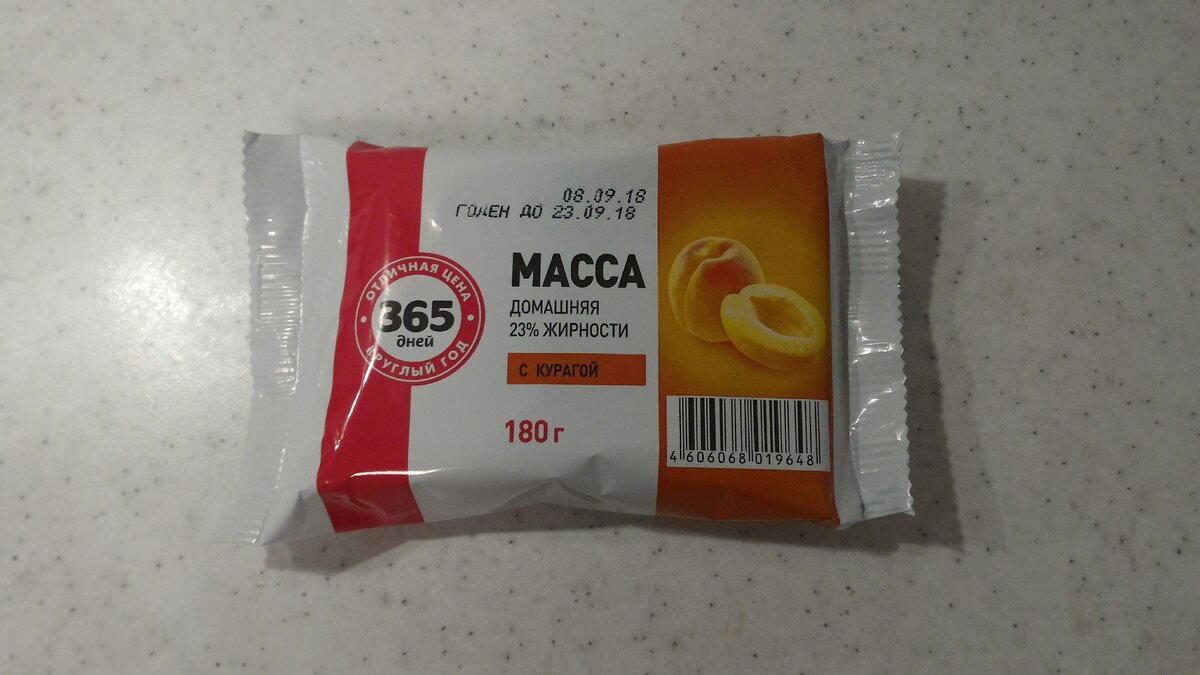 08.09.18
ГОДЕН ДО 23.09.18
МАССА
ДОМАШНЯЯ
23% ЖИРНОСТИ
С КУРАГОЙ
180 г
ОТЛИЧНАЯ ЦЕНА
365
дней
КРУГЛЫЙ ГОД
4 606068 019648